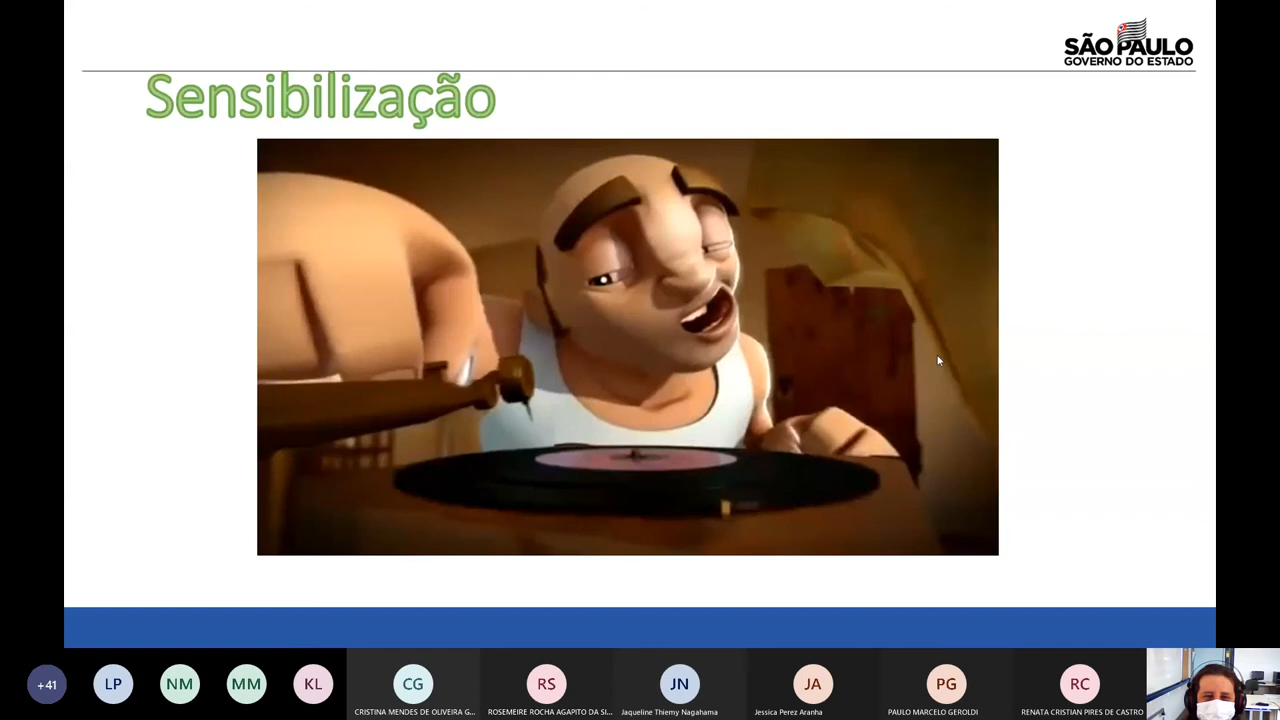 SÃO PAULO
GOVERNO DO ESTADO
Sensibilização
+41
LP
NM
MM
KL
CG
RS
JN
JA
PG
RC
CRISTINA MENDES DE OLIVEIRA G...
ROSEMEIRE ROCHA AGAPITO DA SI...
Jaqueline Thiemy Nagahama
Jessica Perez Aranha
PAULO MARCELO GEROLDI
RENATA CRISTIAN PIRES DE CASTRO